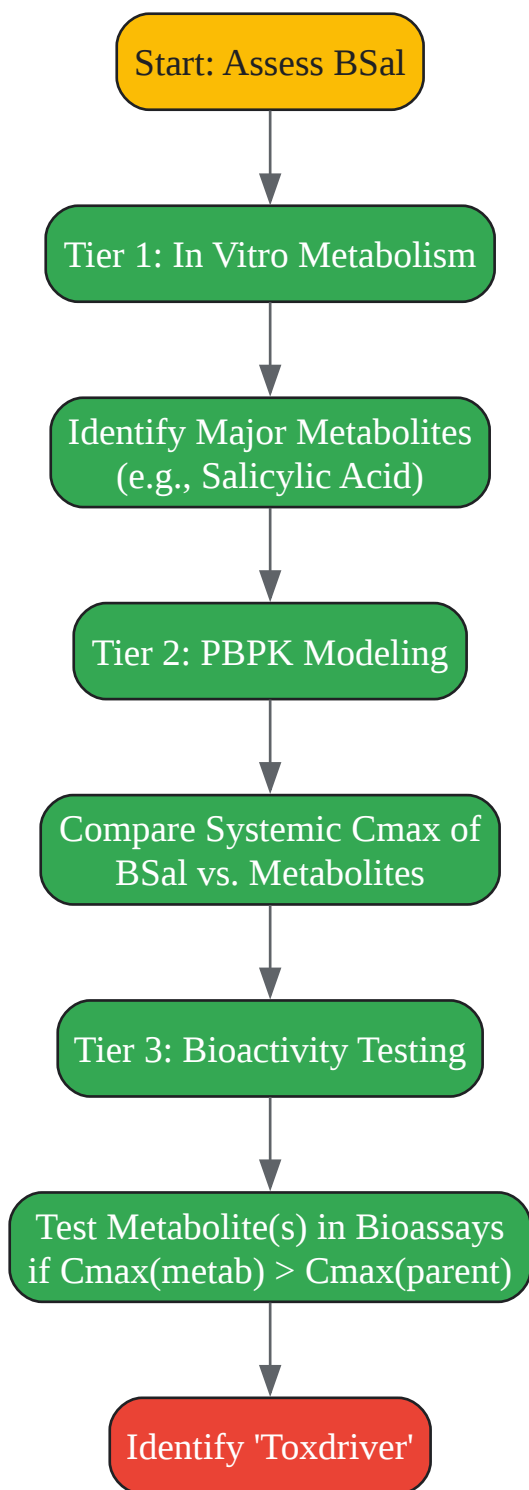 Start: Assess BSal
Tier 1: In Vitro Metabolism
Identify Major Metabolites
(e.g., Salicylic Acid)
Tier 2: PBPK Modeling
Compare Systemic Cmax of
BSal vs. Metabolites
Tier 3: Bioactivity Testing
Test Metabolite(s) in Bioassays
if Cmax(metab) > Cmax(parent)
Identify 'Toxdriver'